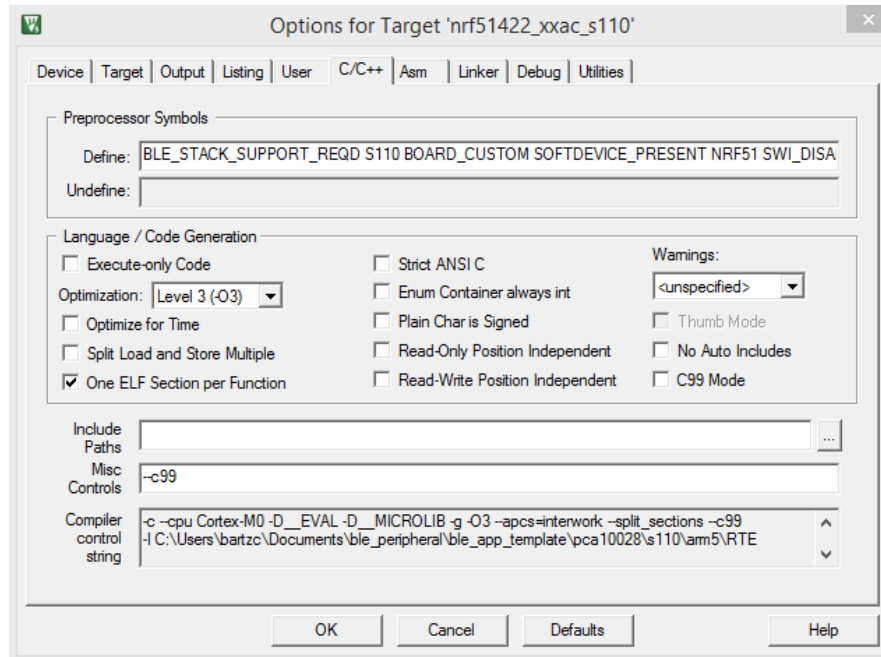 Options for Target 'nrf51422_xxac_s110'
Device Target Output Listing User C/C++ Asm Linker Debug Utilities
Preprocessor Symbols
Define: BLE_STACK_SUPPORT_REQD S110 BOARD_CUSTOM SOFTDEVICE_PRESENT NRF51 SWI_DISA
Undefine:
Language / Code Generation
Execute-only Code
Strict ANSI C
Warnings:
Optimization: Level 3 (-O3)
Enum Container always int
<unspecified>
Optimize for Time
Plain Char is Signed
Thumb Mode
Split Load and Store Multiple
Read-Only Position Independent
No Auto Includes
One ELF Section per Function
Read-Write Position Independent
C99 Mode
Include
Paths
...
Misc
Controls
--c99
Compiler
control
string
-c --cpu Cortex-M0 -D__EVAL -D__MICROLIB -g -O3 --apcs=interwork --split_sections --c99
-I C:\Users\bartzc\Documents\ble_peripheral\ble_app_template\pca10028\s110\arm5\RTE
OK Cancel Defaults Help